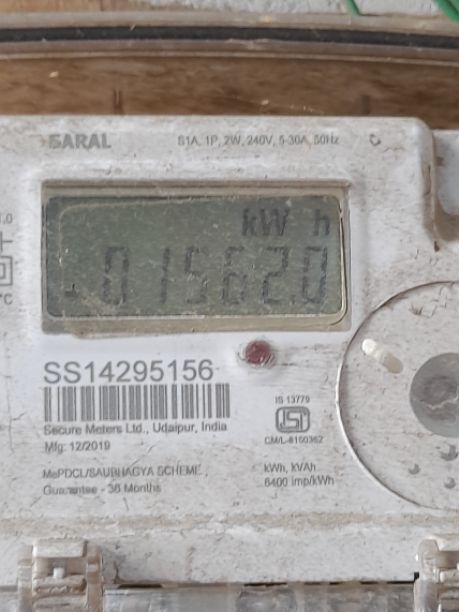 SARAL
S1A, 1P, 2W, 240V, 5-30A, 50Hz
kW h
01562.0
SS14295156
Secure Meters Ltd., Udaipur, India
Mfg: 12/2019
MePDCL/SAUBHAGYA SCHEME
Guarantee - 36 Months
IS 13779
ISI
CM/L-8160362
kWh, kVAh
6400 imp/kWh
°C